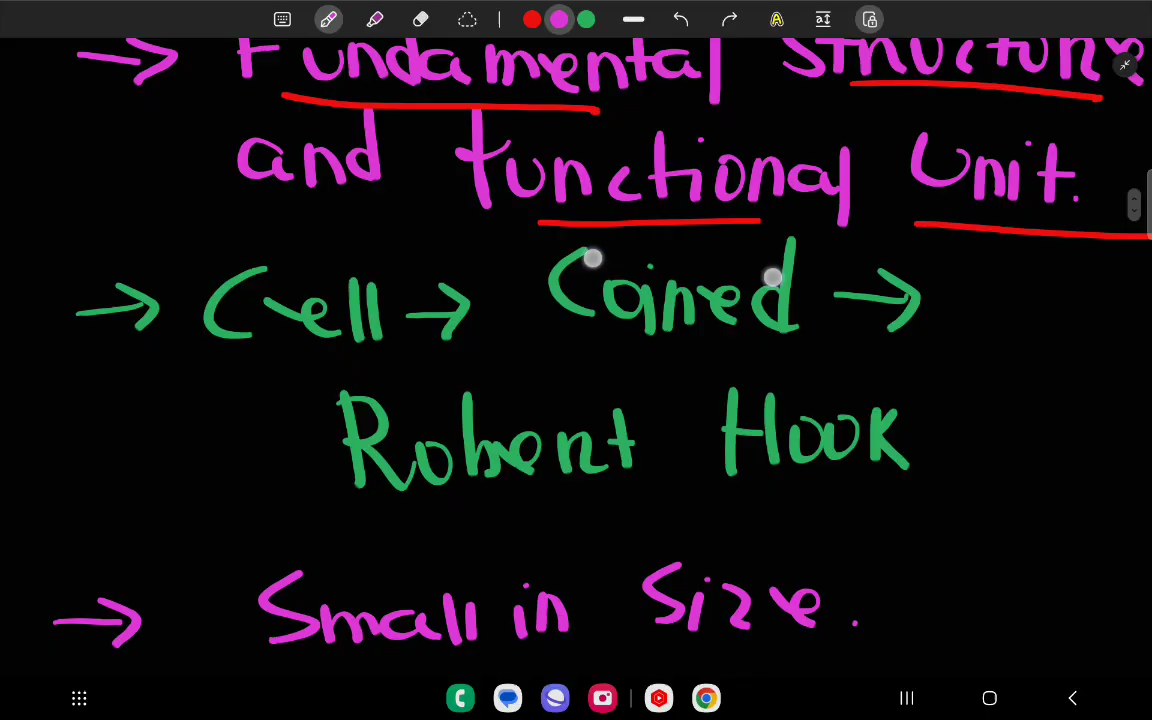 → Fundamental Structure
and functional Unit.
→ Cell → Coined →
Robert Hook
→ Small in Size.